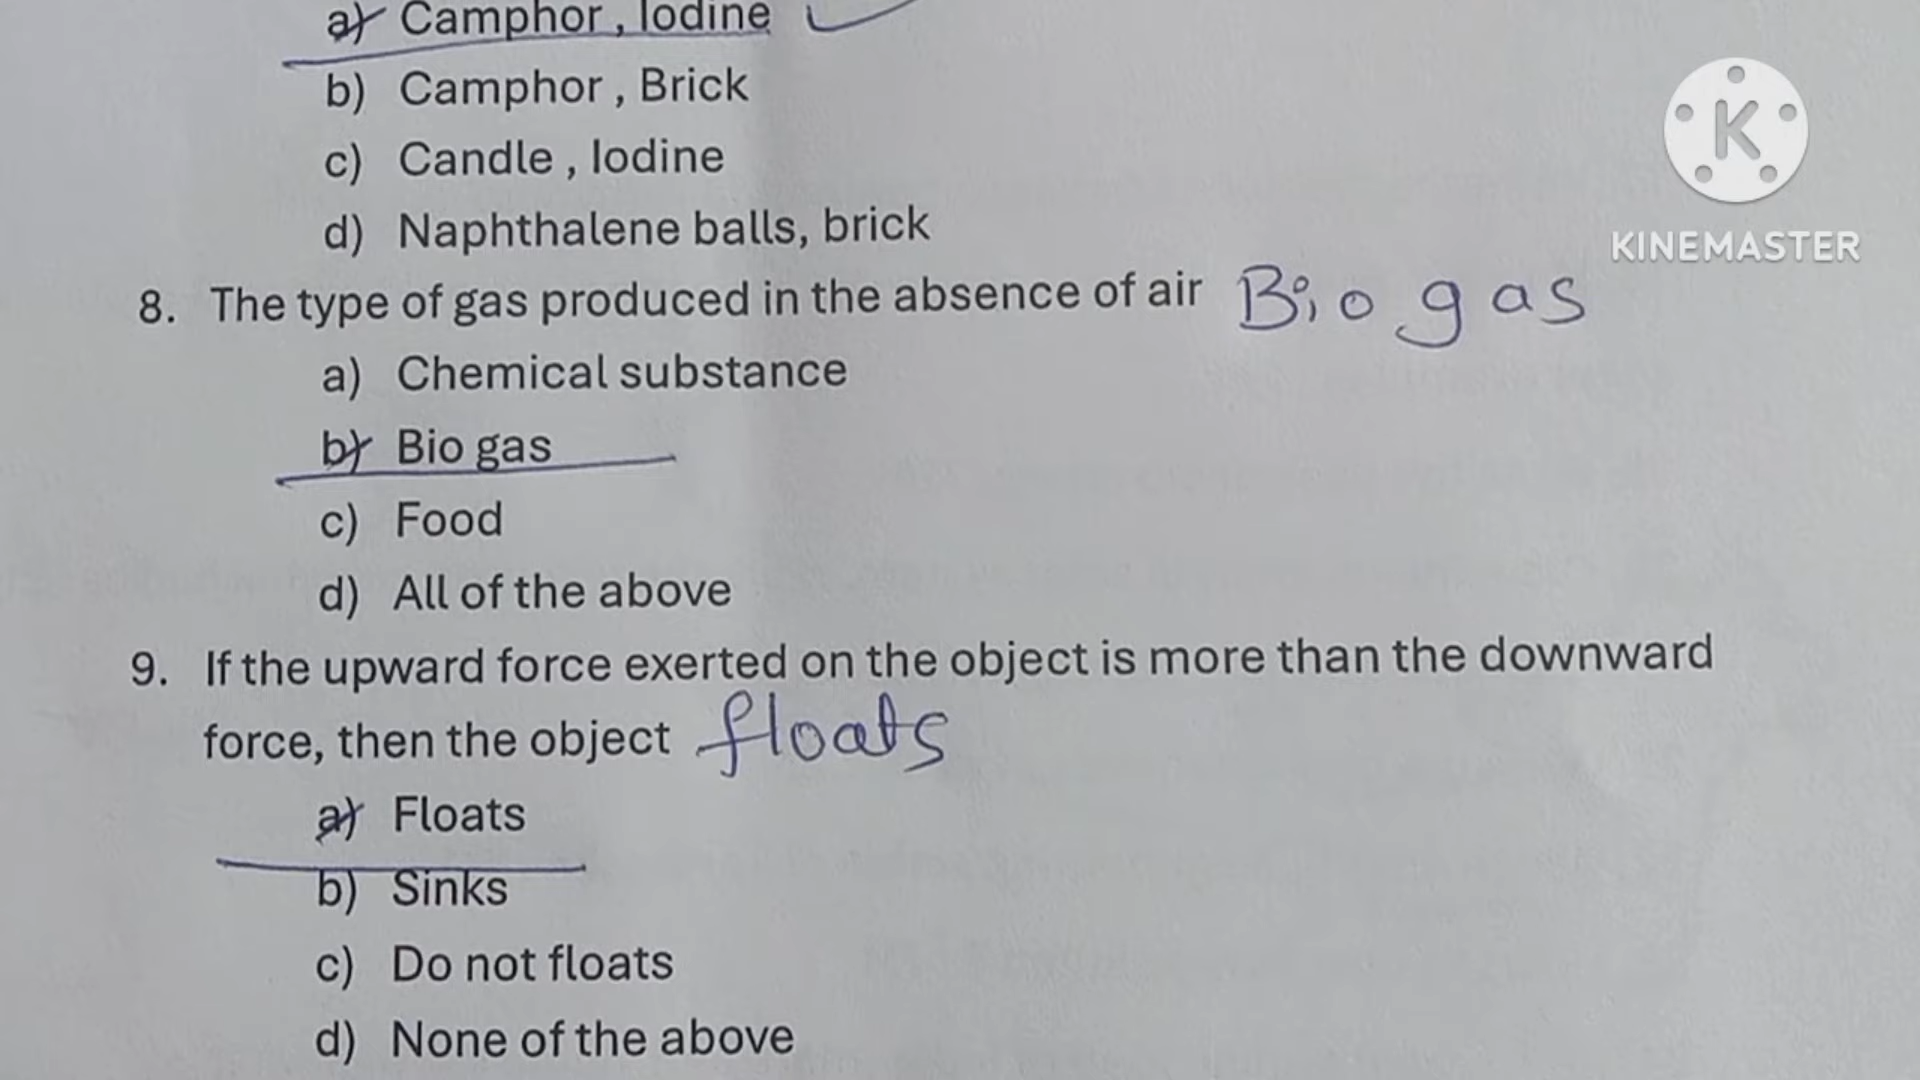 a) Camphor , Iodine
b) Camphor , Brick
c) Candle , Iodine
d) Naphthalene balls, brick
8. The type of gas produced in the absence of air Bio gas
a) Chemical substance
b) Bio gas
c) Food
d) All of the above
9. If the upward force exerted on the object is more than the downward
force, then the object floats
a) Floats
b) Sinks
c) Do not floats
d) None of the above
K
KINEMASTER